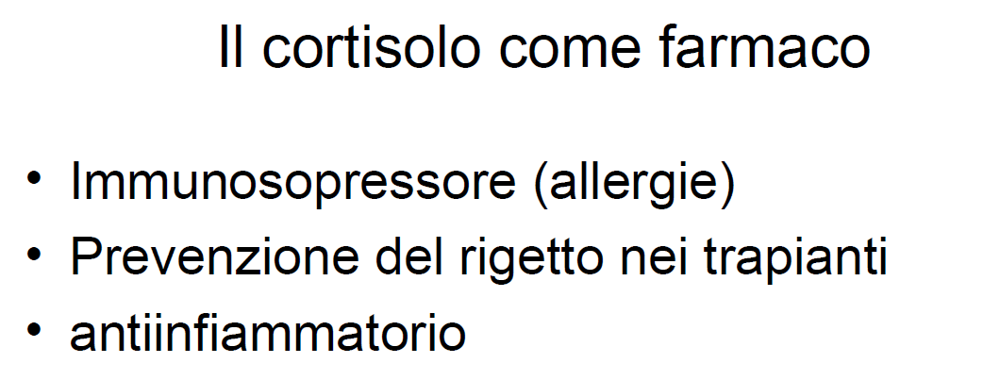 Il cortisolo come farmaco
• Immunosopressore (allergie)
• Prevenzione del rigetto nei trapianti
• antiinfiammatorio